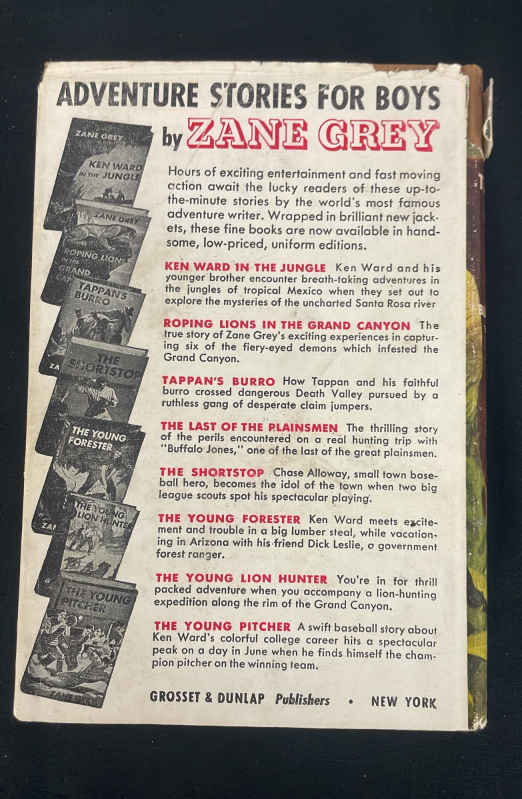 ADVENTURE STORIES FOR BOYS
by ZANE GREY
Hours of exciting entertainment and fast moving
action await the lucky readers of these up-to-
the-minute stories by the world's most famous
adventure writer. Wrapped in brilliant new jack-
ets, these fine books are now available in hand-
some, low-priced, uniform editions.
KEN WARD IN THE JUNGLE Ken Ward and his
younger brother encounter breath-taking adventures in
the jungles of tropical Mexico when they set out to
explore the mysteries of the uncharted Santa Rosa river
ROPING LIONS IN THE GRAND CANYON The
true story of Zane Grey's exciting experiences in captur-
ing six of the fiery-eyed demons which infested the
Grand Canyon.
TAPPAN'S BURRO How Tappan and his faithful
burro crossed dangerous Death Valley pursued by a
ruthless gang of desperate claim jumpers.
THE LAST OF THE PLAINSMEN The thrilling story
of the perils encountered on a real hunting trip with
"Buffalo Jones," one of the last of the great plainsmen.
THE SHORTSTOP Chase Alloway, small town base-
ball hero, becomes the idol of the town when two big
league scouts spot his spectacular playing.
THE YOUNG FORESTER Ken Ward meets excite-
ment and trouble in a big lumber steal, while vacation-
ing in Arizona with his friend Dick Leslie, a government
forest ranger.
THE YOUNG LION HUNTER You're in for thrill
packed adventure when you accompany a lion-hunting
expedition along the rim of the Grand Canyon.
THE YOUNG PITCHER A swift baseball story about
Ken Ward's colorful college career hits a spectacular
peak on a day in June when he finds himself the cham-
pion pitcher on the winning team.
GROSSET & DUNLAP Publishers • NEW YORK
ZANE GREY
KEN WARD
IN THE JUNGLE
ZANE GREY
ROPING LIONS
IN THE
GRAND
TAPPAN'S
BURRO
THE
SHORTSTOP
THE YOUNG
FORESTER
THE YOUNG
LION HUNTER
THE YOUNG
PITCHER
ZANE GREY